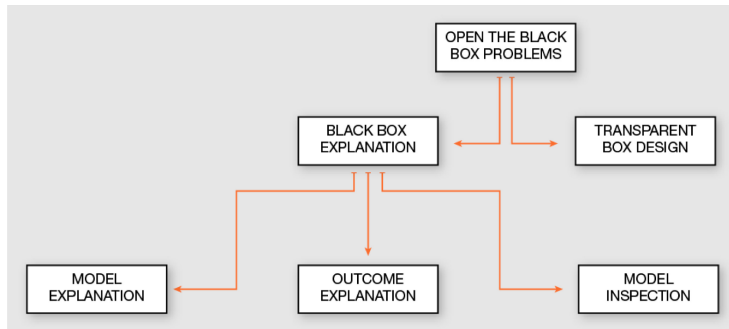 OPEN THE BLACK
BOX PROBLEMS
BLACK BOX
EXPLANATION
TRANSPARENT
BOX DESIGN
MODEL
EXPLANATION
OUTCOME
EXPLANATION
MODEL
INSPECTION